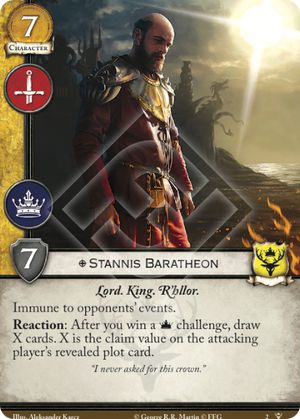 7
CHARACTER
7
STANNIS BARATHEON
Lord. King. R'hllor.
Immune to opponents' events.
Reaction: After you win a challenge, draw
X cards. X is the claim value on the attacking
player's revealed plot card.
"I never asked for this crown."
Illus. Aleksander Karcz © George R.R. Martin © FFG 2